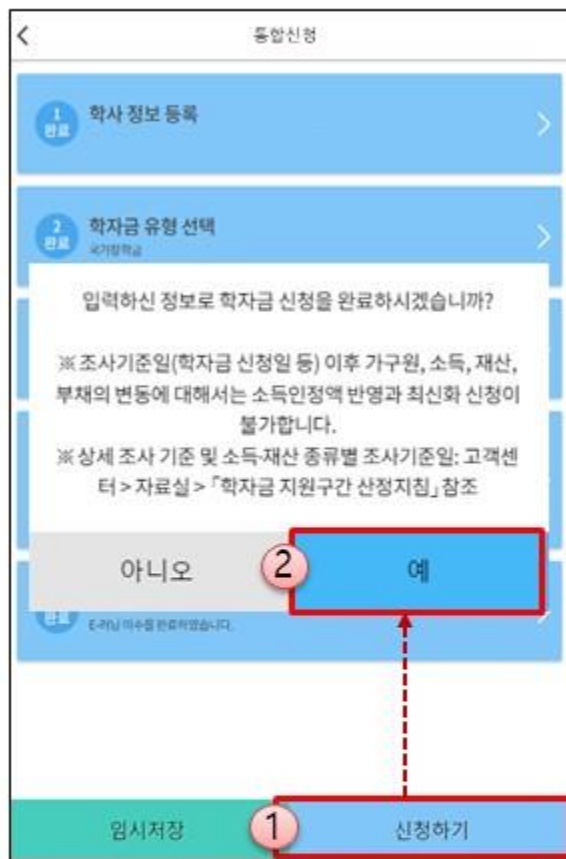 통합신청
1
완료
학사 정보 등록
2
완료
학자금 유형 선택
국가장학금
입력하신 정보로 학자금 신청을 완료하시겠습니까?
※ 조사기준일(학자금 신청일 등) 이후 가구원, 소득, 재산,
부채의 변동에 대해서는 소득인정액 반영과 최신화 신청이
불가합니다.
※ 상세 조사 기준 및 소득·재산 종류별 조사기준일: 고객센
터 > 자료실 > 「학자금 지원구간 산정지침」 참조
아니오
2
예
완료
E-러닝 이수를 완료하였습니다.
임시저장
1
신청하기